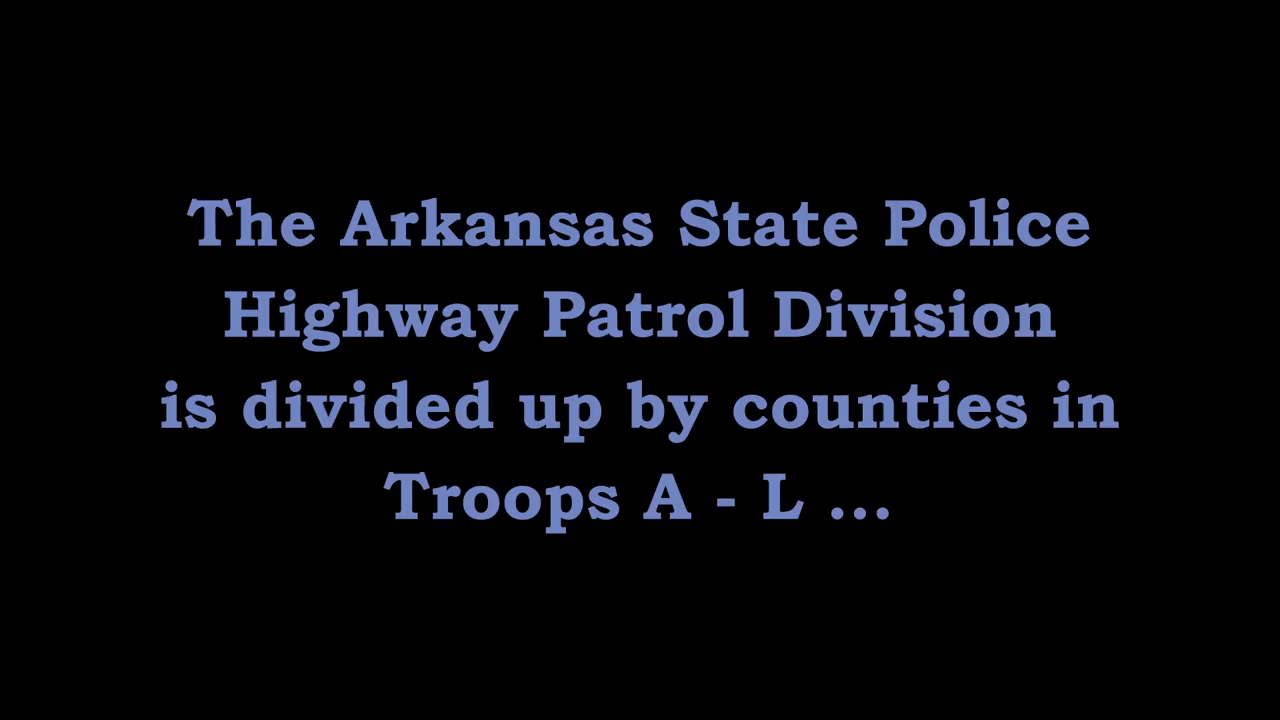 The Arkansas State Police
Highway Patrol Division
is divided up by counties in
Troops A - L ...